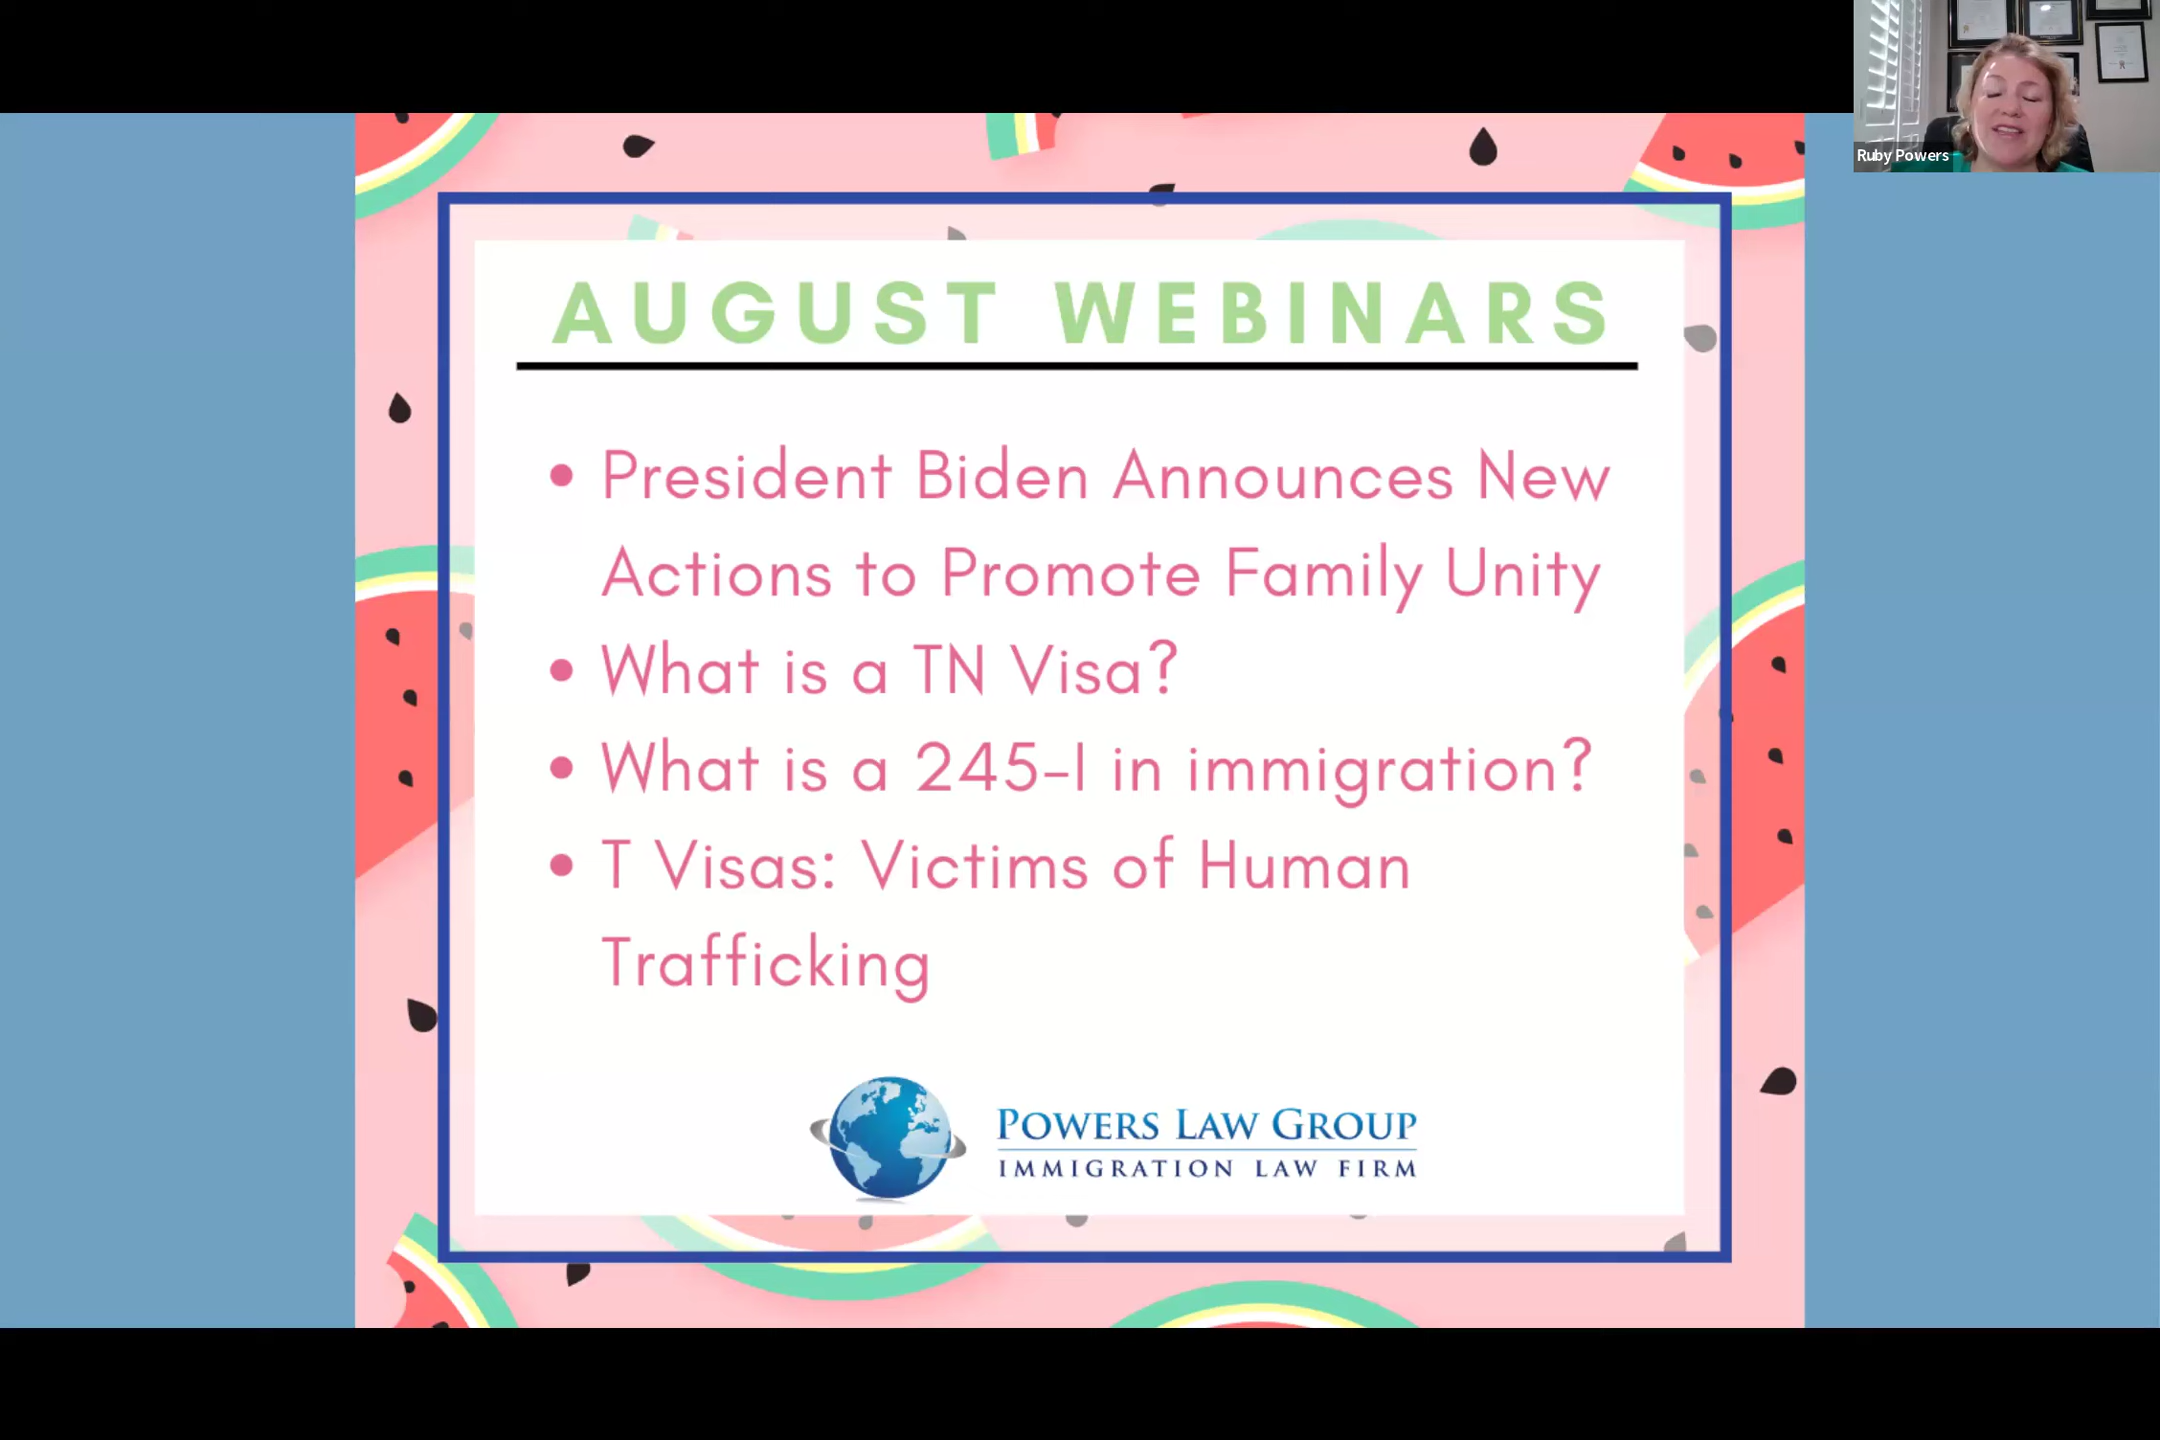 Ruby Powers
AUGUST WEBINARS
• President Biden Announces New
Actions to Promote Family Unity
• What is a TN Visa?
• What is a 245-I in immigration?
• T Visas: Victims of Human
Trafficking
POWERS LAW GROUP
IMMIGRATION LAW FIRM